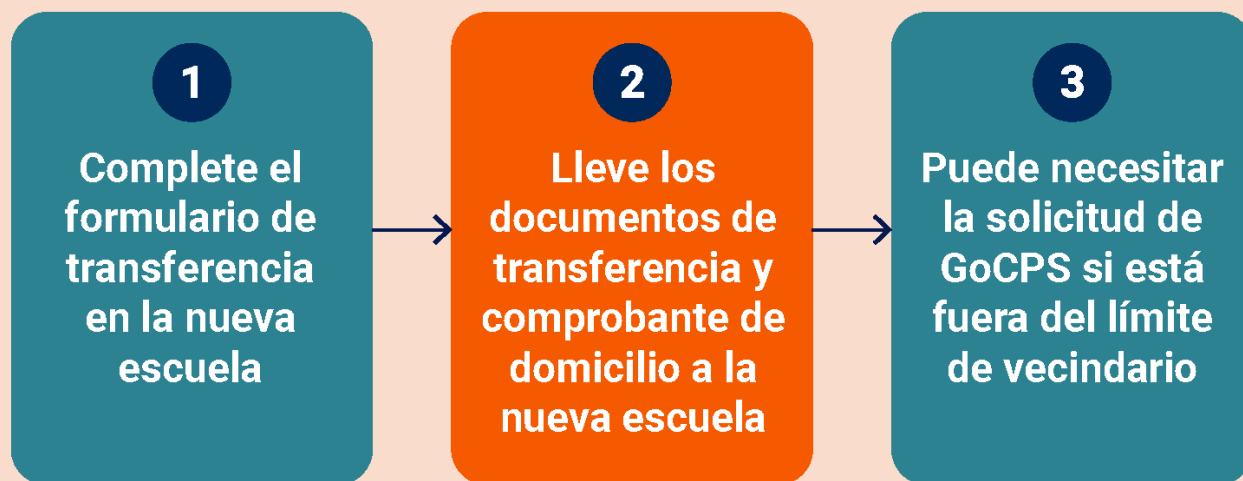 1
Complete el
formulario de
transferencia
en la nueva
escuela
2
Lleve los
documentos de
transferencia y
comprobante de
domicilio a la
nueva escuela
3
Puede necesitar
la solicitud de
GoCPS si está
fuera del límite
de vecindario